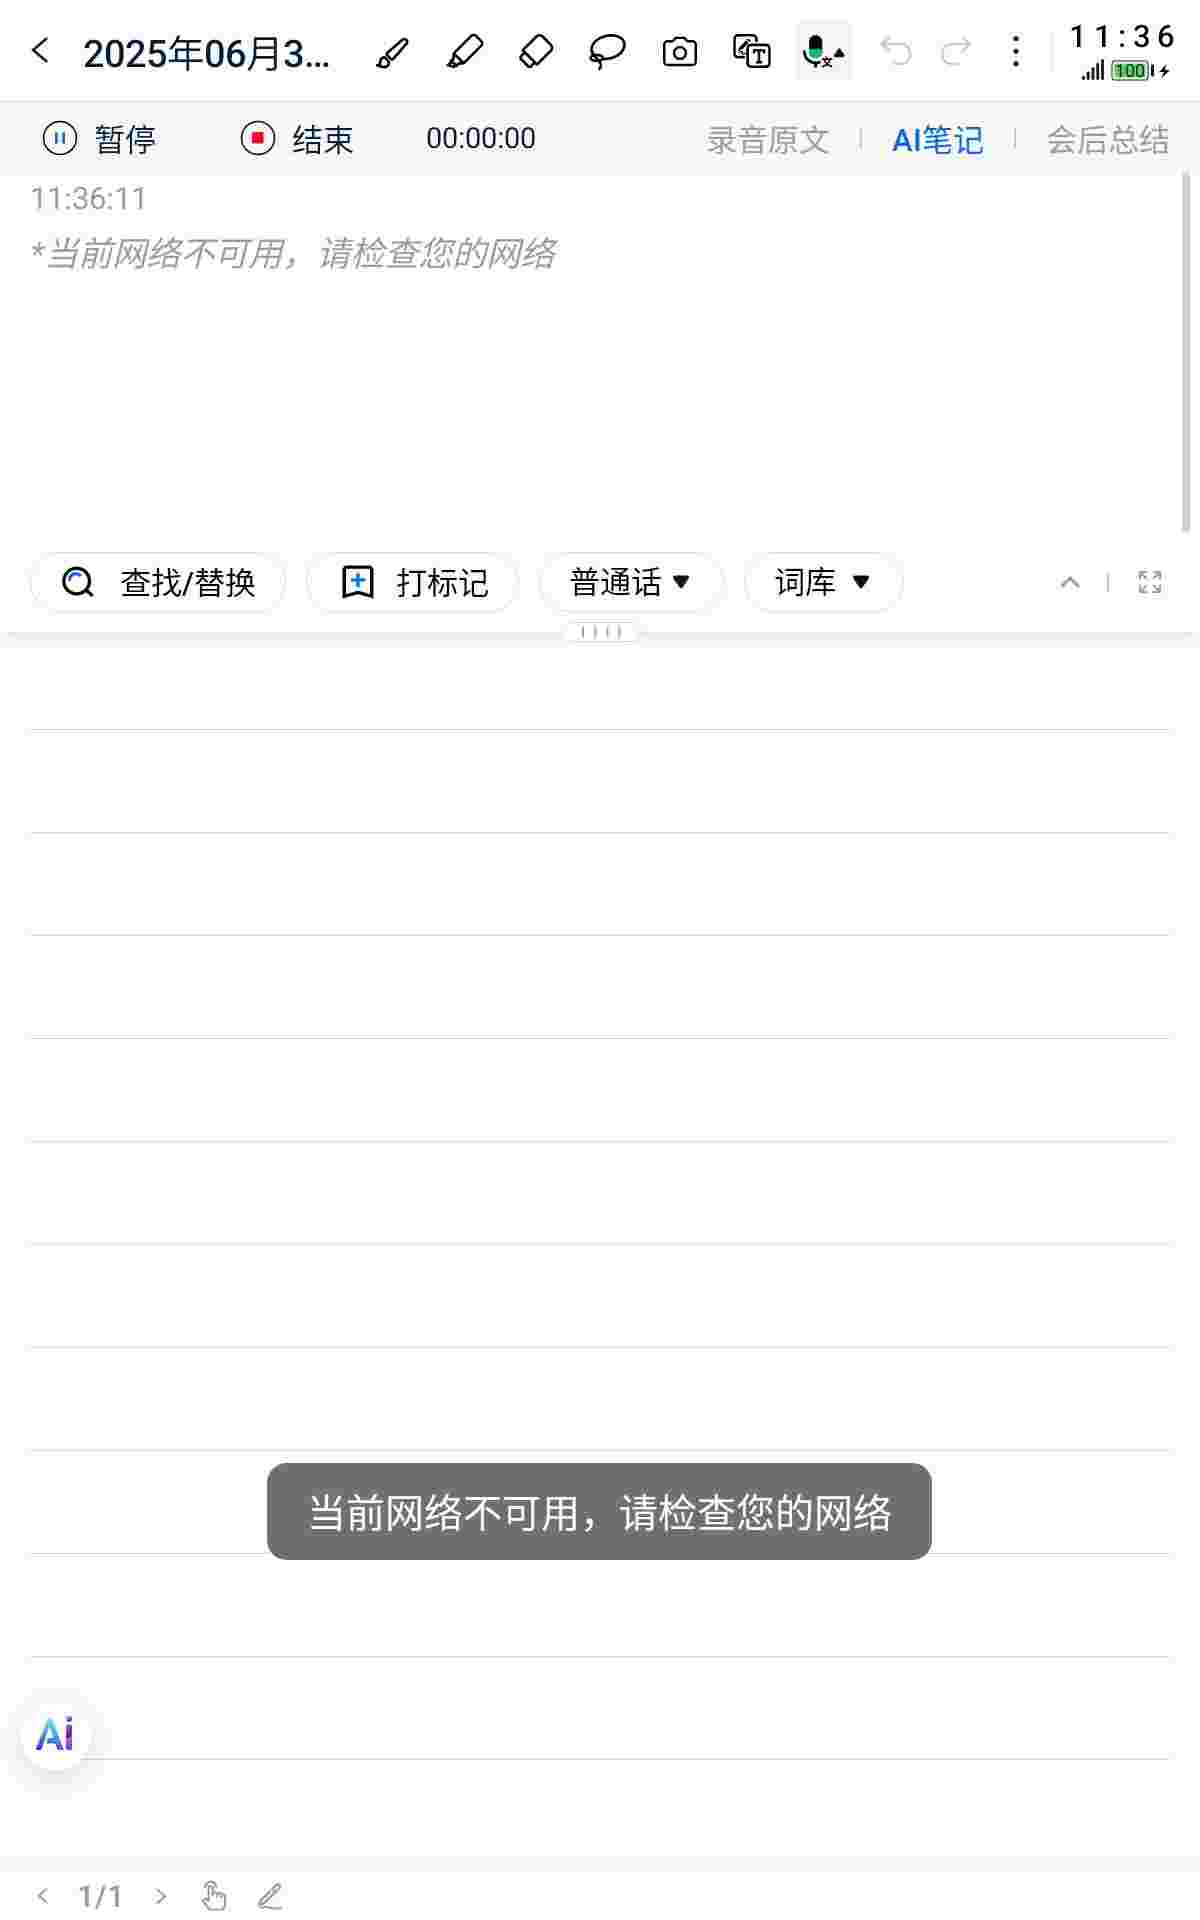 2025年06月3...
11:36
100
暂停
结束
00:00:00
录音原文
AI笔记
会后总结
11:36:11
*当前网络不可用，请检查您的网络
查找/替换
打标记
普通话
词库
当前网络不可用，请检查您的网络
Ai
1/1